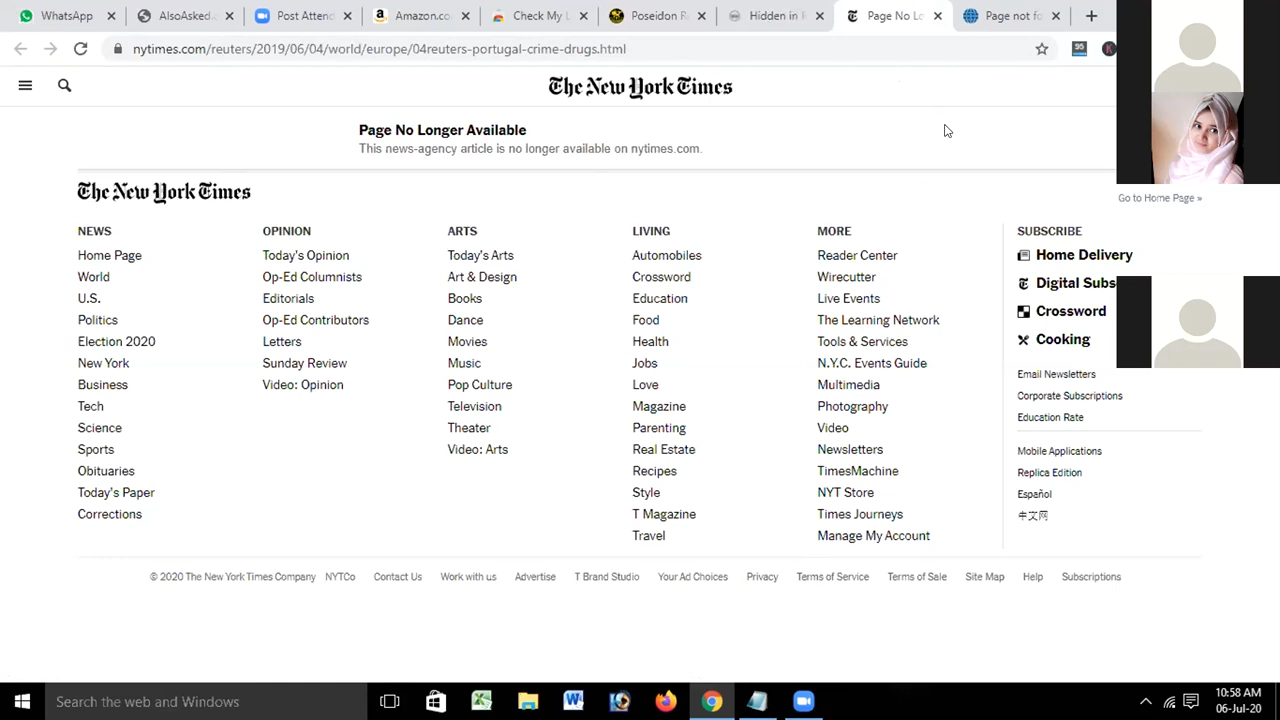 WhatsApp
AlsoAsked.c
Post Attend
Amazon.co
Check My L
Poseidon R
Hidden in
Page No Lo
Page not fo
nytimes.com/reuters/2019/06/04/world/europe/04reuters-portugal-crime-drugs.html
The New York Times
Page No Longer Available
This news-agency article is no longer available on nytimes.com.
Go to Home Page »
The New York Times
NEWS
Home Page
World
U.S.
Politics
Election 2020
New York
Business
Tech
Science
Sports
Obituaries
Today's Paper
Corrections
OPINION
Today's Opinion
Op-Ed Columnists
Editorials
Op-Ed Contributors
Letters
Sunday Review
Video: Opinion
ARTS
Today's Arts
Art & Design
Books
Dance
Movies
Music
Pop Culture
Television
Theater
Video: Arts
LIVING
Automobiles
Crossword
Education
Food
Health
Jobs
Love
Magazine
Parenting
Real Estate
Recipes
Style
T Magazine
Travel
MORE
Reader Center
Wirecutter
Live Events
The Learning Network
Tools & Services
N.Y.C. Events Guide
Multimedia
Photography
Video
Newsletters
TimesMachine
NYT Store
Times Journeys
Manage My Account
SUBSCRIBE
Home Delivery
Digital Subs
Crossword
Cooking
Email Newsletters
Corporate Subscriptions
Education Rate
Mobile Applications
Replica Edition
Español
中文网
© 2020 The New York Times Company NYTCo Contact Us Work with us Advertise T Brand Studio Your Ad Choices Privacy Terms of Service Terms of Sale Site Map Help Subscriptions
Search the web and Windows
10:58 AM
06-Jul-20